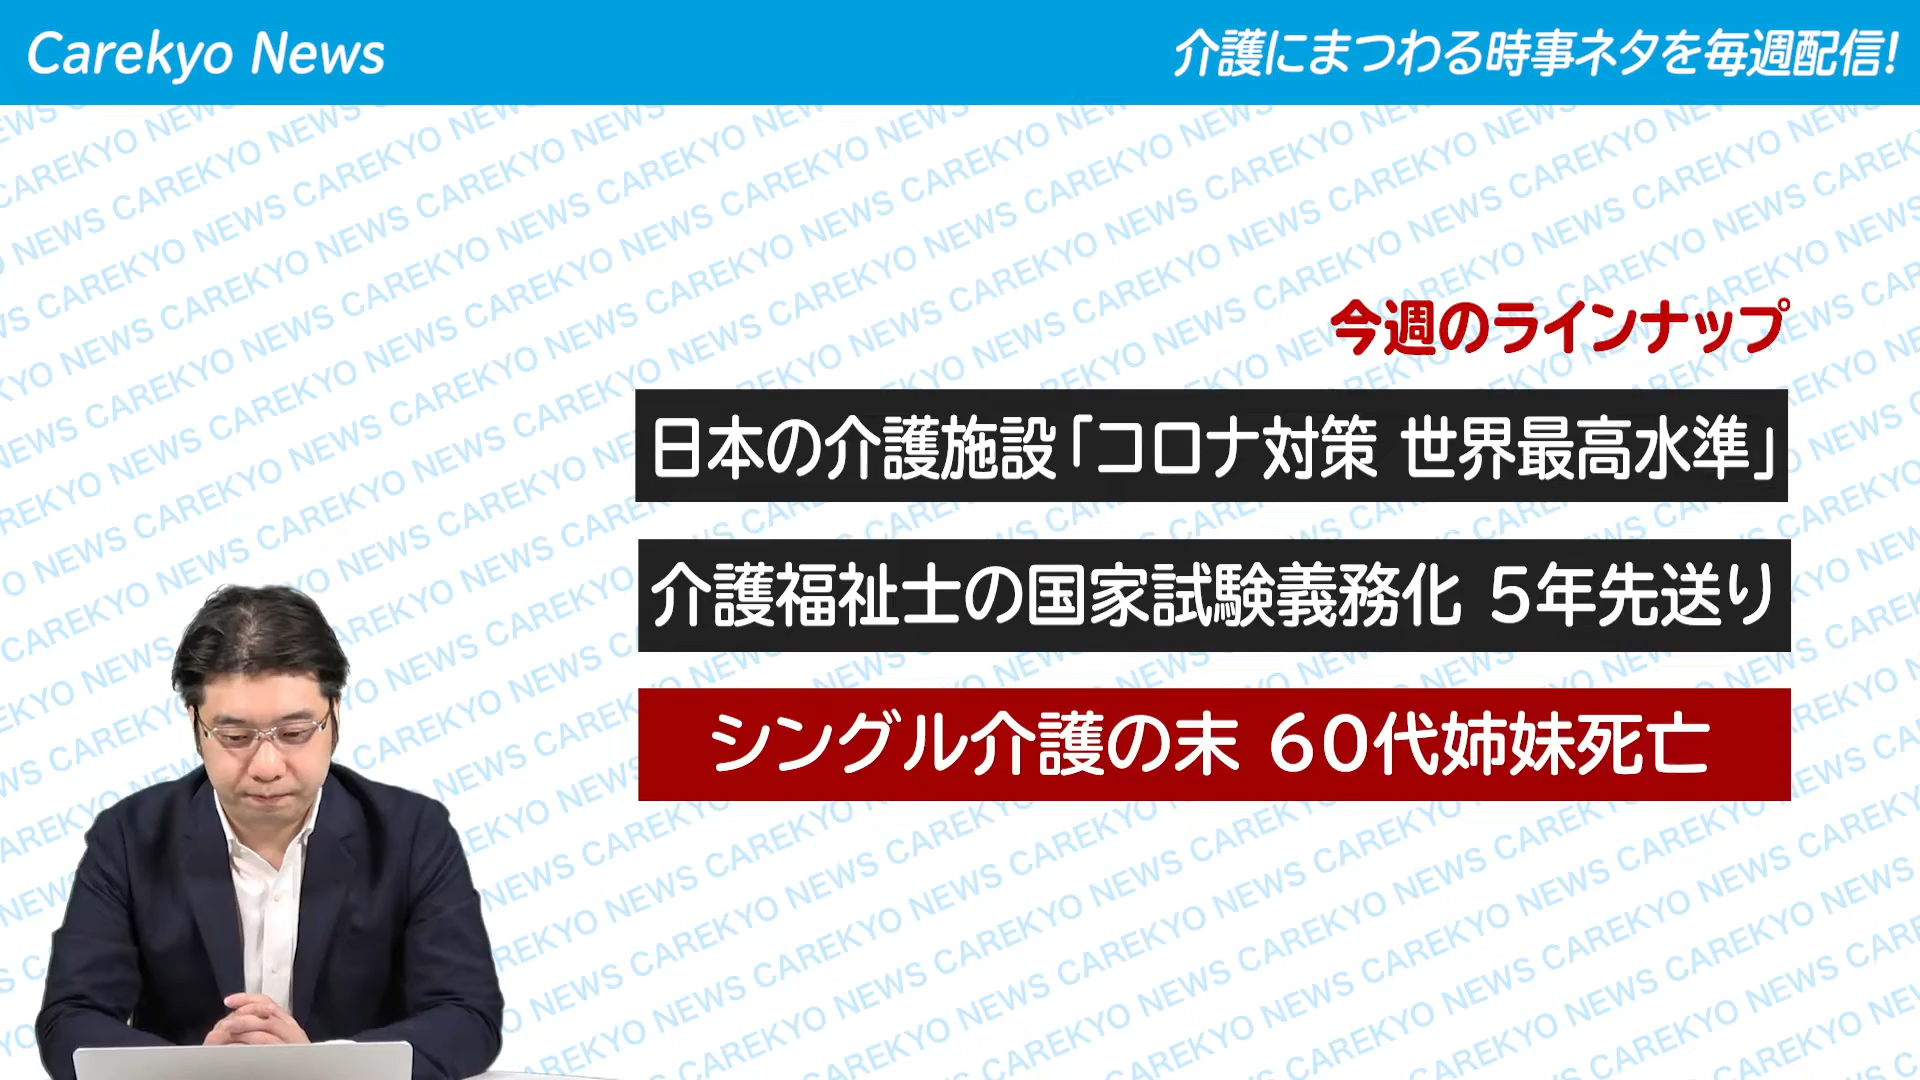 Carekyo News
介護にまつわる時事ネタを毎週配信!
今週のラインナップ
日本の介護施設「コロナ対策 世界最高水準」
介護福祉士の国家試験義務化 5年先送り
シングル介護の末 60代姉妹死亡